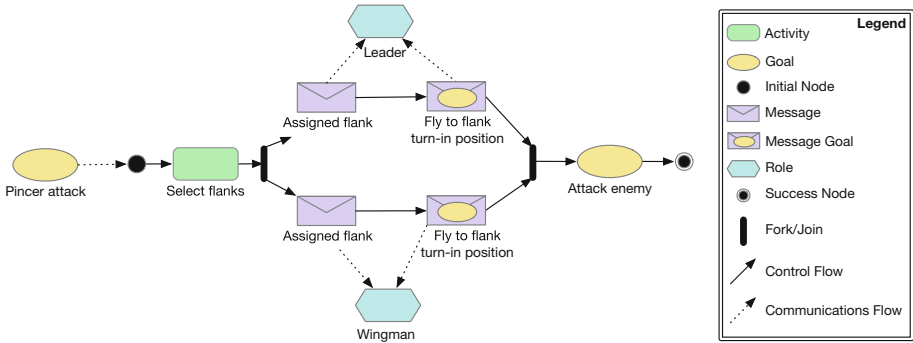 Leader
Assigned flank
Fly to flank
turn-in position
Pincer attack
Select flanks
Attack enemy
Assigned flank
Fly to flank
turn-in position
Wingman
Legend
Activity
Goal
Initial Node
Message
Message Goal
Role
Success Node
Fork/Join
Control Flow
Communications Flow